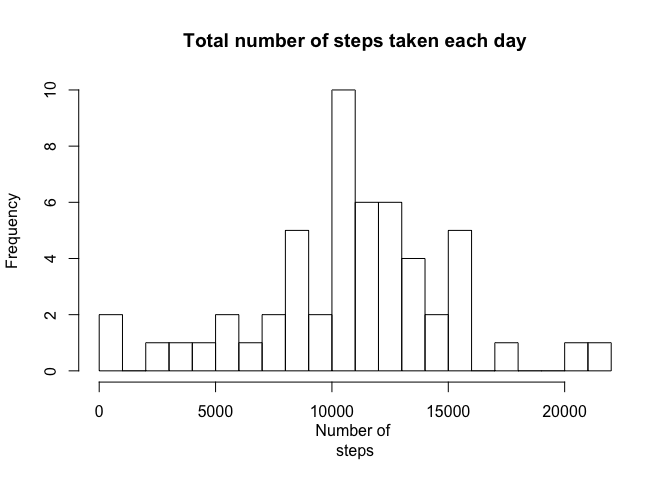 Total number of steps taken each day
Frequency
10
8
6
4
2
0
0 5000 10000 15000 20000
Number of
steps